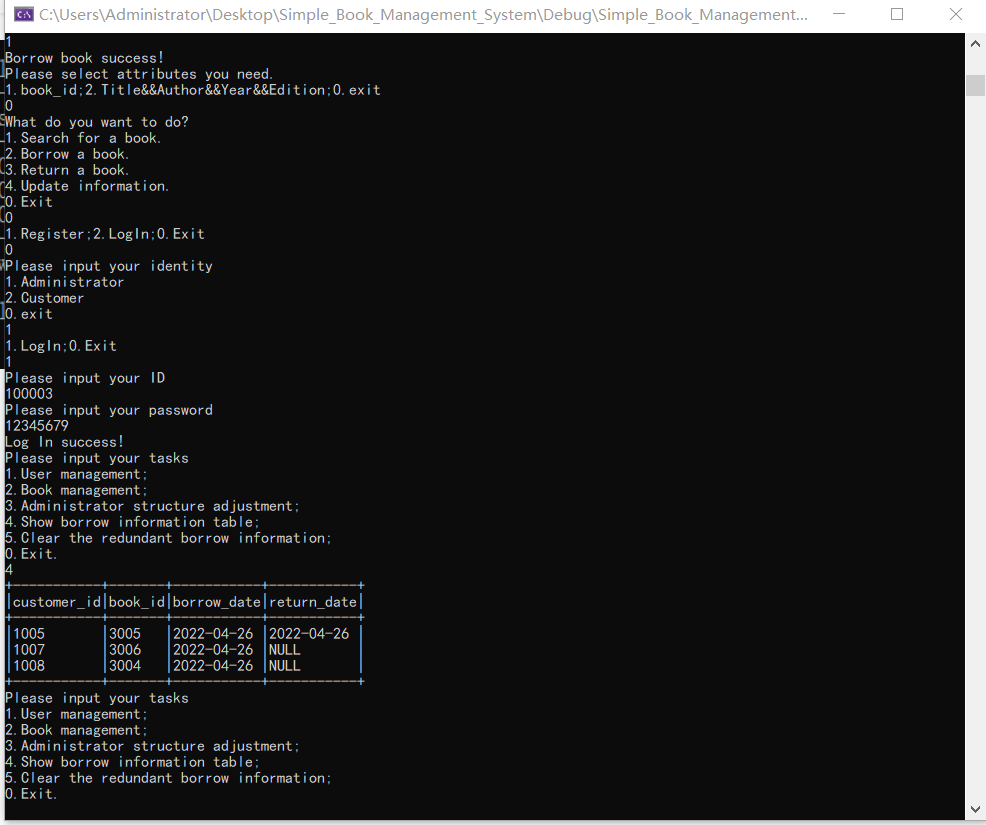 C:\Users\Administrator\Desktop\Simple_Book_Management_System\Debug\Simple_Book_Management...
1
Borrow book success!
Please select attributes you need.
1.book_id;2.Title&&Author&&Year&&Edition;0.exit
0
What do you want to do?
1.Search for a book.
2.Borrow a book.
3.Return a book.
4.Update information.
0.Exit
0
1.Register;2.LogIn;0.Exit
0
Please input your identity
1.Administrator
2.Customer
0.exit
1
1.LogIn;0.Exit
1
Please input your ID
100003
Please input your password
12345679
Log In success!
Please input your tasks
1.User management;
2.Book management;
3.Administrator structure adjustment;
4.Show borrow information table;
5.Clear the redundant borrow information;
0.Exit.
4
+-----------+-------+-----------+-----------+
|customer_id|book_id|borrow_date|return_date|
+-----------+-------+-----------+-----------+
|1005       |3005   |2022-04-26 |2022-04-26 |
|1007       |3006   |2022-04-26 |NULL       |
|1008       |3004   |2022-04-26 |NULL       |
+-----------+-------+-----------+-----------+
Please input your tasks
1.User management;
2.Book management;
3.Administrator structure adjustment;
4.Show borrow information table;
5.Clear the redundant borrow information;
0.Exit.